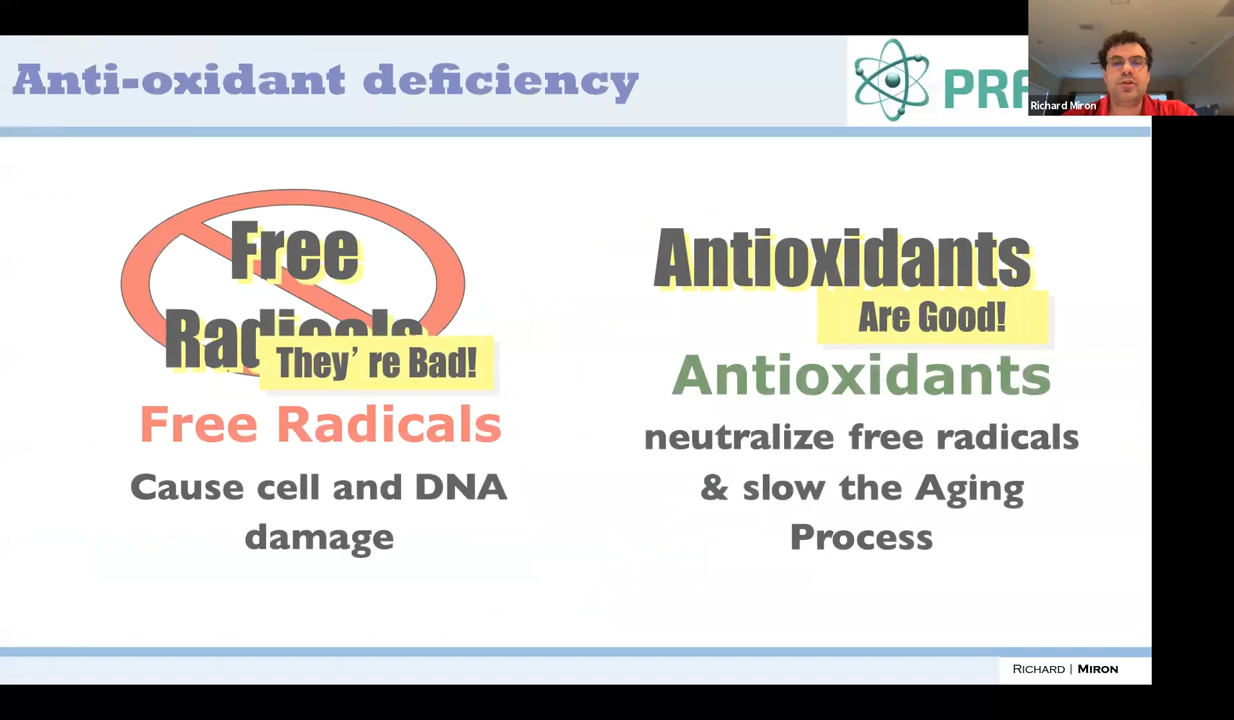 Anti-oxidant deficiency
PRF
Richard Miron
Free
Radicals
They’re Bad!
Free Radicals
Cause cell and DNA
damage
Antioxidants
Are Good!
Antioxidants
neutralize free radicals
& slow the Aging
Process
RICHARD | MIRON